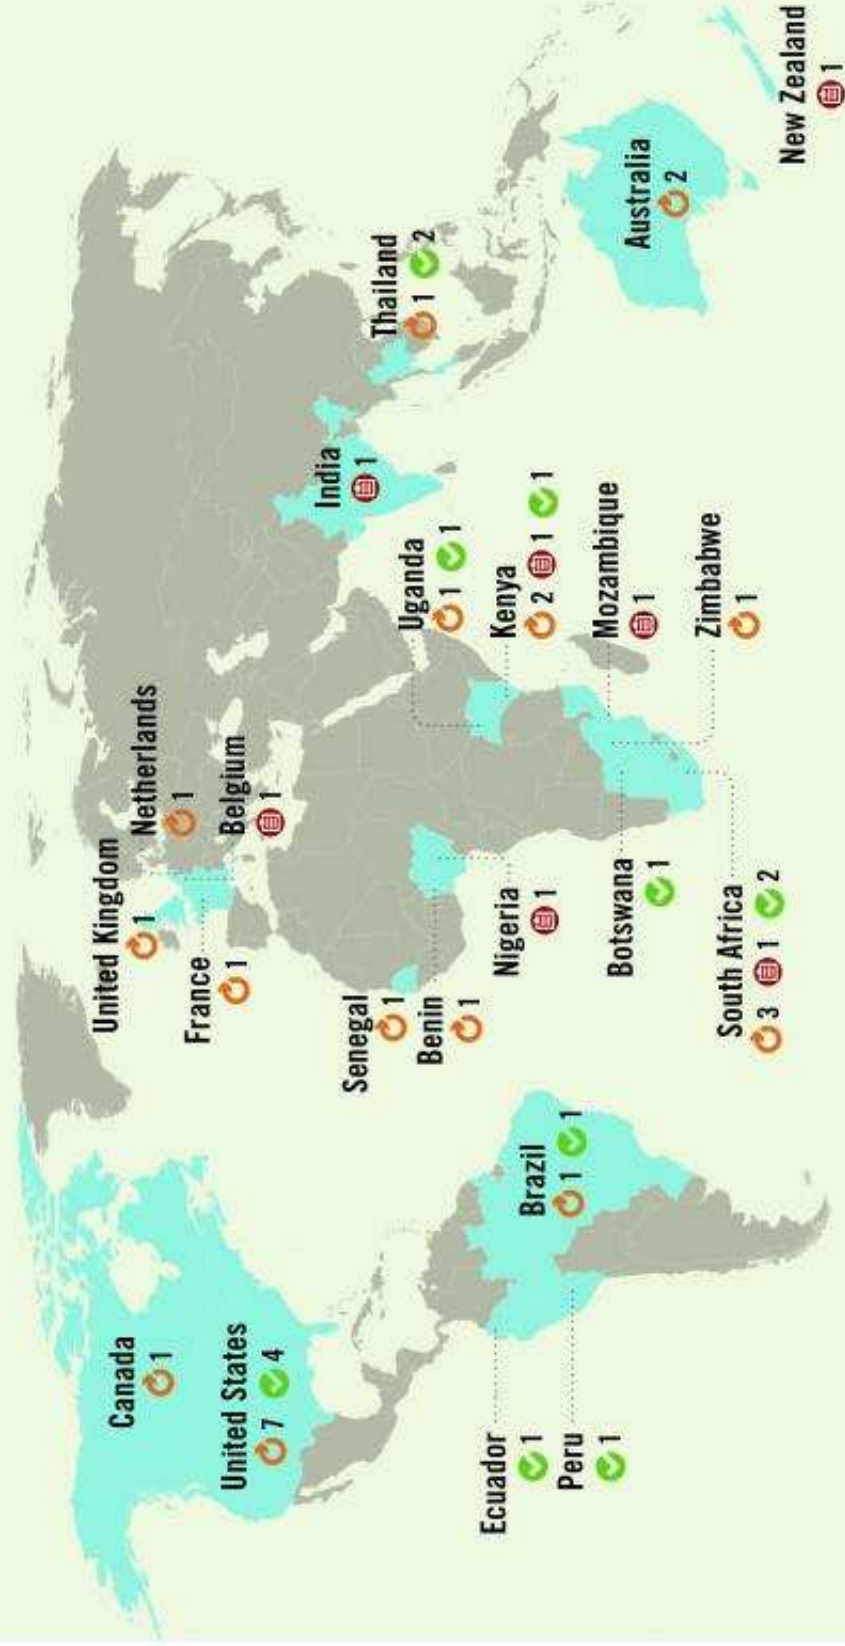 Canada
1
United States
7 4
Ecuador
1
Peru
1
Brazil
1 1
United Kingdom
1
Netherlands
1
France
1
Belgium
1
Senegal
1
Benin
1
Nigeria
1
Botswana
1
South Africa
3 1 2
Uganda
1 1
Kenya
2 1 1
Mozambique
1
Zimbabwe
1
India
1
Thailand
1 2
Australia
2
New Zealand
1